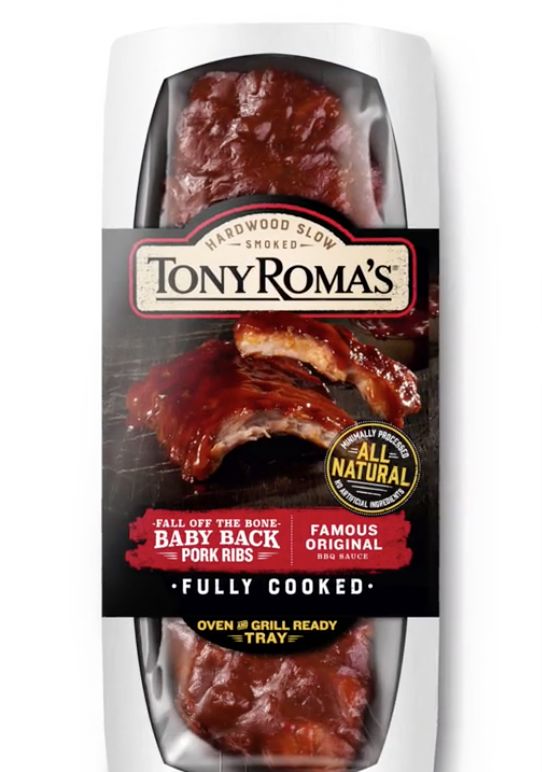 HARDWOOD SLOW
SMOKED
TONY ROMA'S
MINIMALLY PROCESSED
ALL
NATURAL
NO ARTIFICIAL INGREDIENTS
·FALL OFF THE BONE·
BABY BACK
PORK RIBS
FAMOUS
ORIGINAL
BBQ SAUCE
·FULLY COOKED·
OVEN AND GRILL READY
TRAY